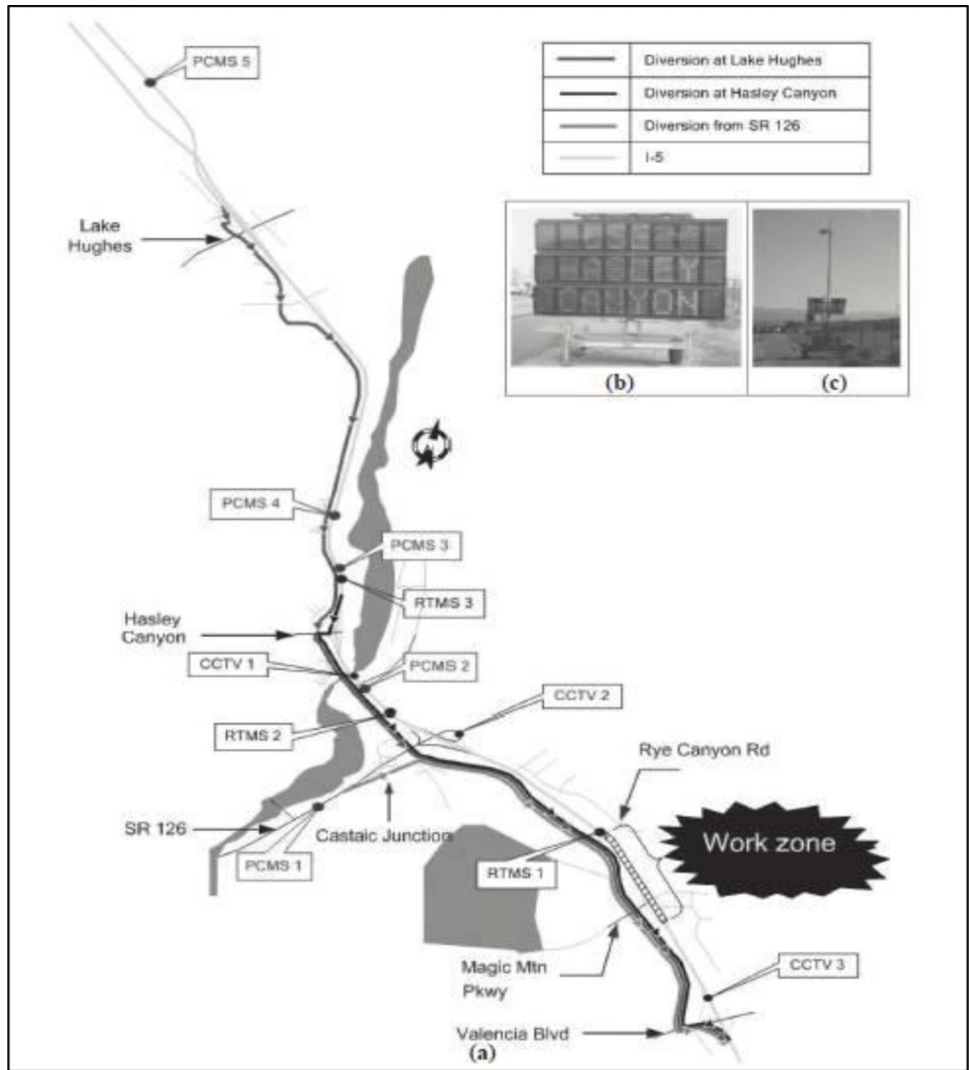 PCMS 5
Diversion at Lake Hughes
Diversion at Hasley Canyon
Diversion from SR 126
I-5
Lake
Hughes
HASLEY
CANYON
(b)
(c)
PCMS 4
PCMS 3
RTMS 3
Hasley
Canyon
CCTV 1
PCMS 2
CCTV 2
RTMS 2
Rye Canyon Rd
SR 126
Castaic Junction
PCMS 1
RTMS 1
Work zone
Magic Mtn
Pkwy
CCTV 3
Valencia Blvd
(a)